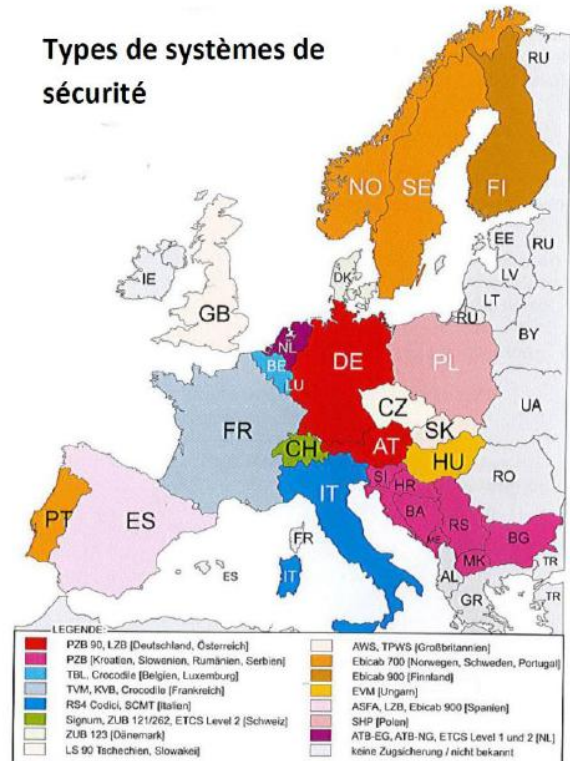 Types de systèmes de
sécurité
RU
NO
SE
FI
EE
RU
LV
LT
RU
BY
IE
GB
DK
NL
BE
LU
DE
PL
CZ
SK
UA
FR
CH
AT
HU
RO
SI
HR
BA
RS
ME
MK
BG
AL
GR
TR
TR
IT
FR
IT
PT
ES
ES
LEGENDE:
PZB 90, LZB [Deutschland, Österreich]
PZB [Kroatien, Slowenien, Rumänien, Serbien]
TBL, Crocodile [Belgien, Luxemburg]
TVM, KVB, Crocodile [Frankreich]
RS4 Codici, SCMT [Italien]
Signum, ZUB 121/262, ETCS Level 2 [Schweiz]
ZUB 123 [Dänemark]
LS 90 Tschechien, Slowakei]
AWS, TPWS [Großbritannien]
Ebicab 700 [Norwegen, Schweden, Portugal]
Ebicab 900 [Finnland]
EVM [Ungarn]
ASFA, LZB, Ebicab 900 [Spanien]
SHP [Polen]
ATB-EG, ATB-NG, ETCS Level 1 und 2 [NL]
keine Zugsicherung / nicht bekannt